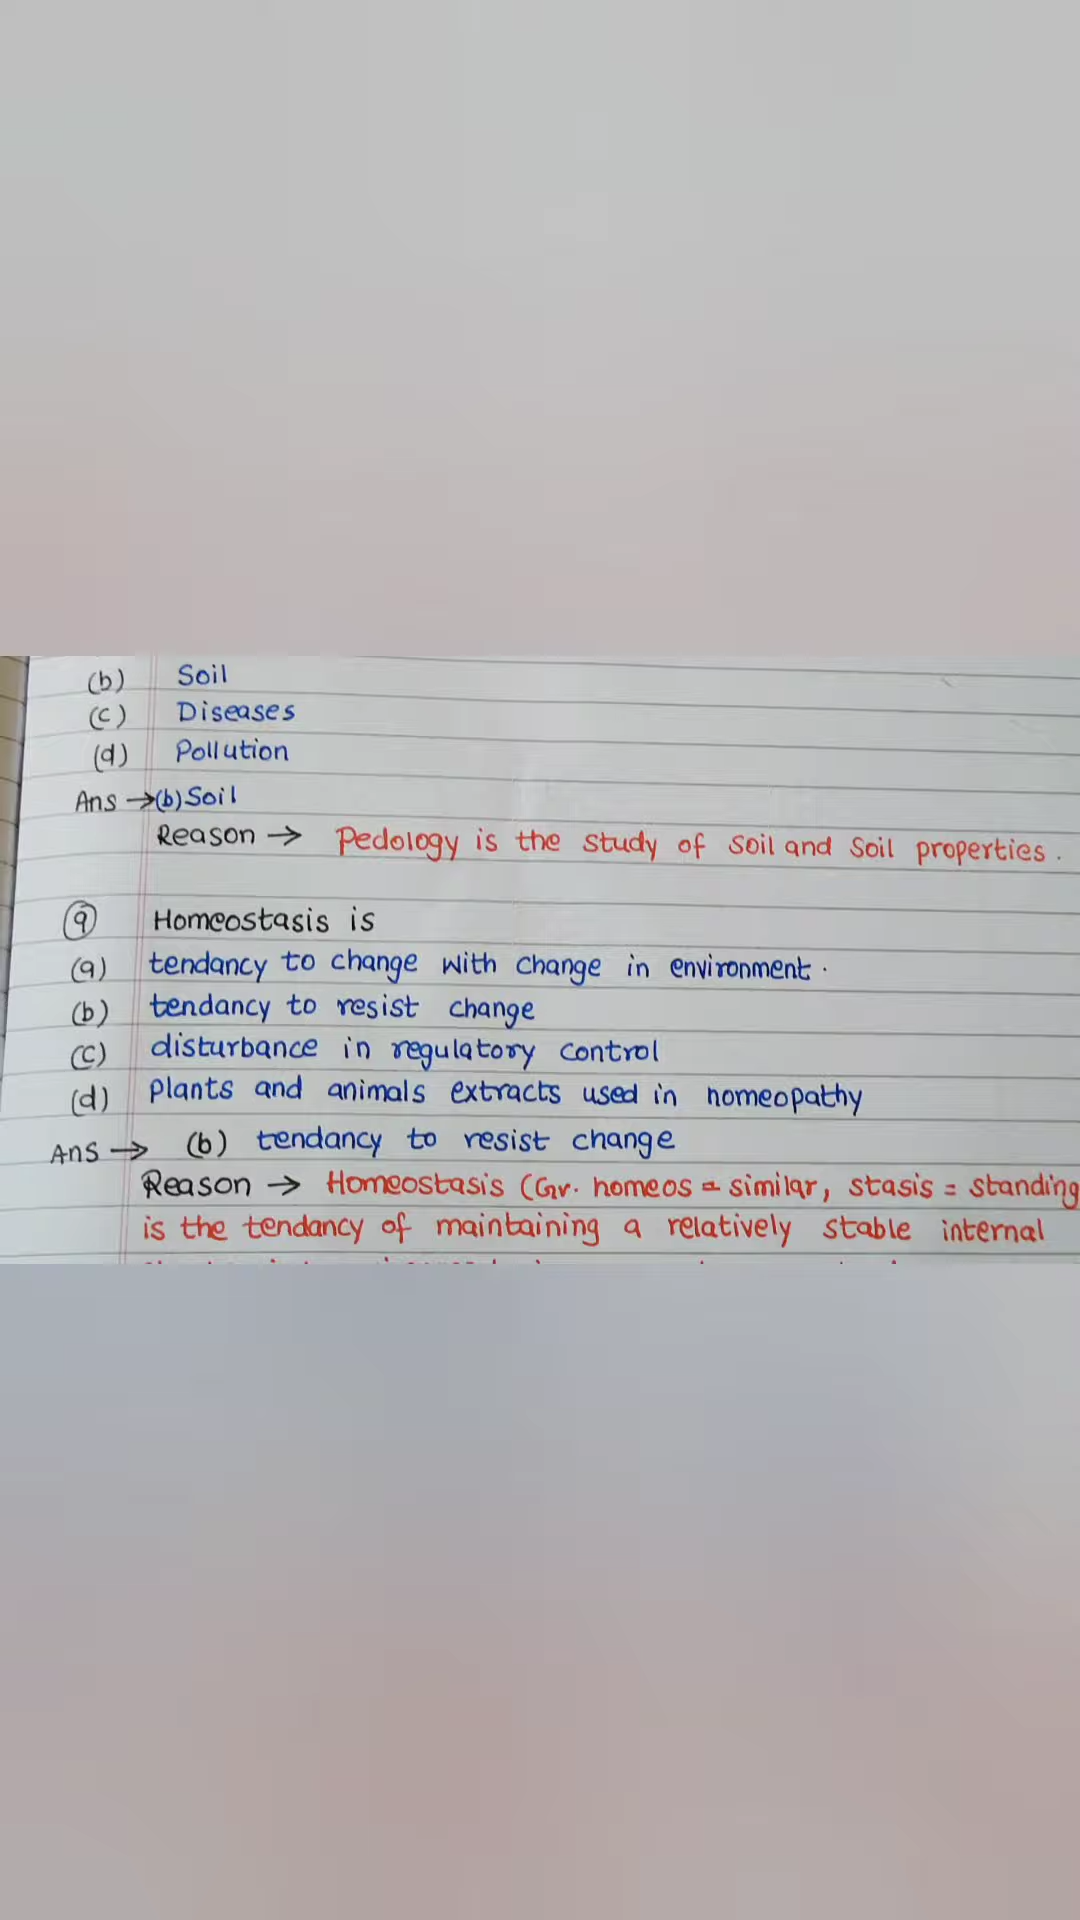 (b) Soil
(c) Diseases
(d) Pollution
Ans → (b) Soil
Reason → Pedology is the study of soil and soil properties.
(9) Homeostasis is
(a) tendancy to change with change in environment.
(b) tendancy to resist change
(c) disturbance in regulatory control
(d) plants and animals extracts used in homeopathy
Ans → (b) tendancy to resist change
Reason → Homeostasis (Gr. homeos = similar, stasis = standing
is the tendancy of maintaining a relatively stable internal